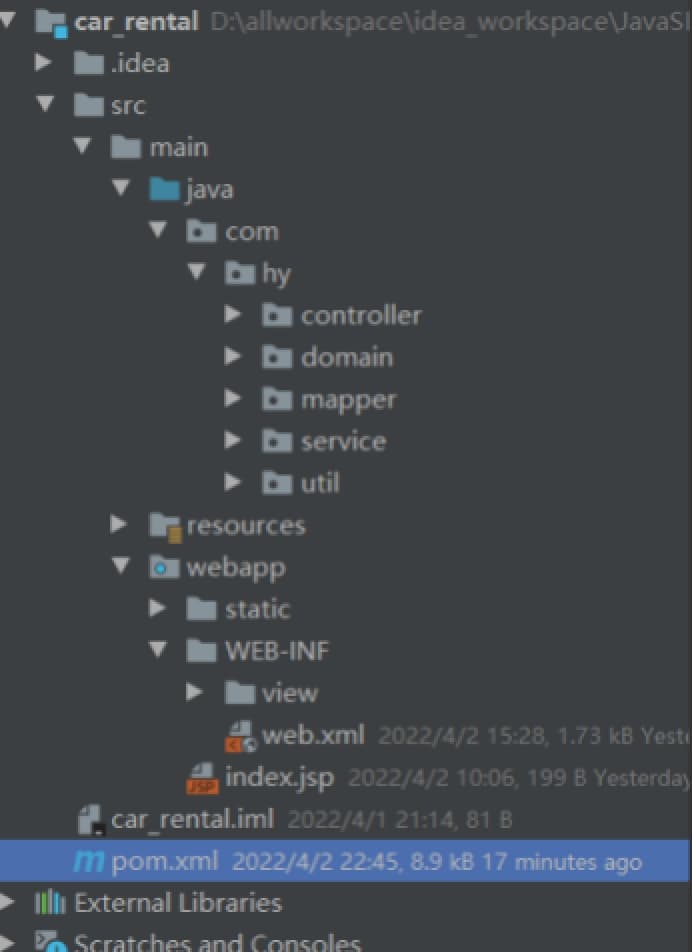 car_rental D:\allworkspace\idea_workspace\JavaS
.idea
src
main
java
com
hy
controller
domain
mapper
service
util
resources
webapp
static
WEB-INF
view
web.xml 2022/4/2 15:28, 1.73 kB Yest
index.jsp 2022/4/2 10:06, 199 B Yesterday
car_rental.iml 2022/4/1 21:14, 81 B
pom.xml 2022/4/2 22:45, 8.9 kB 17 minutes ago
External Libraries
Scratches and Consoles